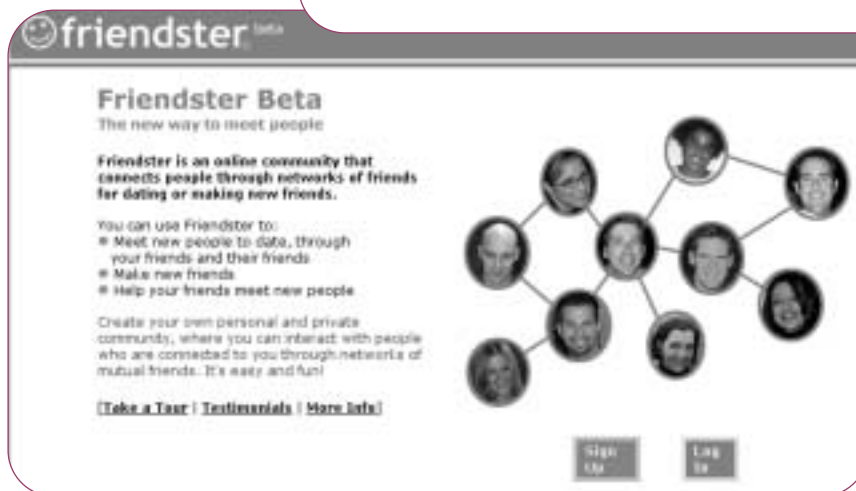 friendster beta
Friendster Beta
The new way to meet people
Friendster is an online community that
connects people through networks of friends
for dating or making new friends.
You can use Friendster to:
Meet new people to date, through
your friends and their friends
Make new friends
Help your friends meet new people
Create your own personal and private
community, where you can interact with people
who are connected to you through networks of
mutual friends. It's easy and fun!
[Take a Tour | Testimonials | More Info]
Sign
Up
Log
In